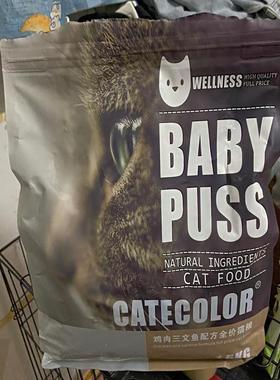 WELLNESS
HIGH QUALITY
FULL PRICE
BABY
PUSS
NATURAL INGREDIENTS
CAT FOOD
CATECOLOR®
鸡肉三文鱼配方全价猫粮